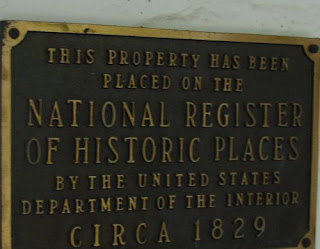 THIS PROPERTY HAS BEEN
PLACED ON THE
NATIONAL REGISTER
OF HISTORIC PLACES
BY THE UNITED STATES
DEPARTMENT OF THE INTERIOR
CIRCA 1829